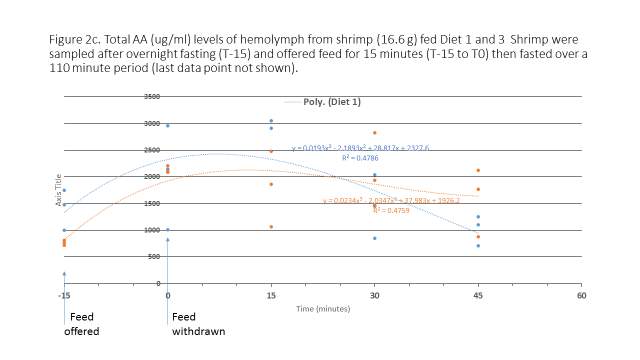 Figure 2c. Total AA (ug/ml) levels of hemolymph from shrimp (16.6 g) fed Diet 1 and 3 Shrimp were
sampled after overnight fasting (T-15) and offered feed for 15 minutes (T-15 to T0) then fasted over a
110 minute period (last data point not shown).
3500
Poly. (Diet 1)
3000
y = 0.0193x³ - 2.1893x² + 28.817x + 2327.6
R² = 0.4786
2500
2000
Axis Title
y = 0.0234x³ - 2.0347x² + 37.983x + 1926.2
R² = 0.4759
1500
1000
500
0
-15 0 15 30 45 60
Time (minutes)
Feed
offered
Feed
withdrawn